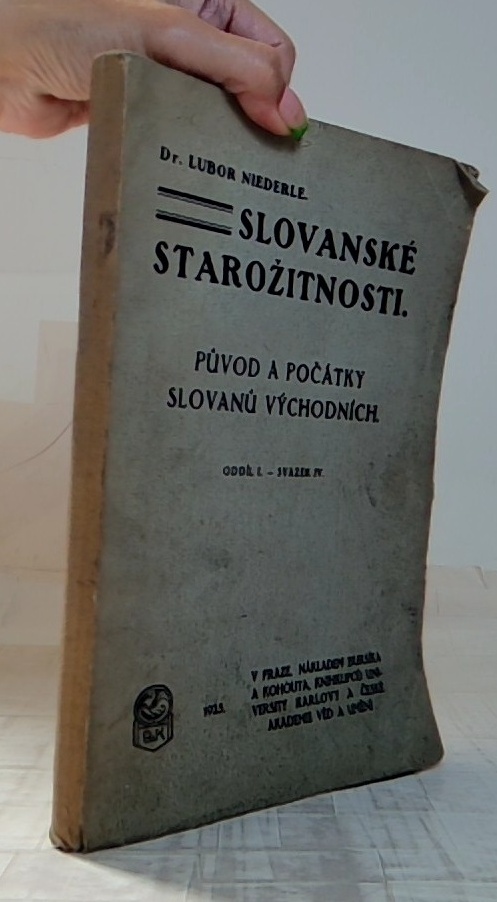 Dr. LUBOR NIEDERLE.
SLOVANSKÉ
STAROŽITNOSTI.
PŮVOD A POČÁTKY
SLOVANŮ VÝCHODNÍCH.
ODDÍL I. – SVAZEK IV.
V PRAZE. NÁKLADEM BURSÍKA
A KOHOUTA, KNIHKUPCŮ UNI-
VERSITY KARLOVY A ČESKÉ
AKADEMIE VĚD A UMĚNÍ
B&K